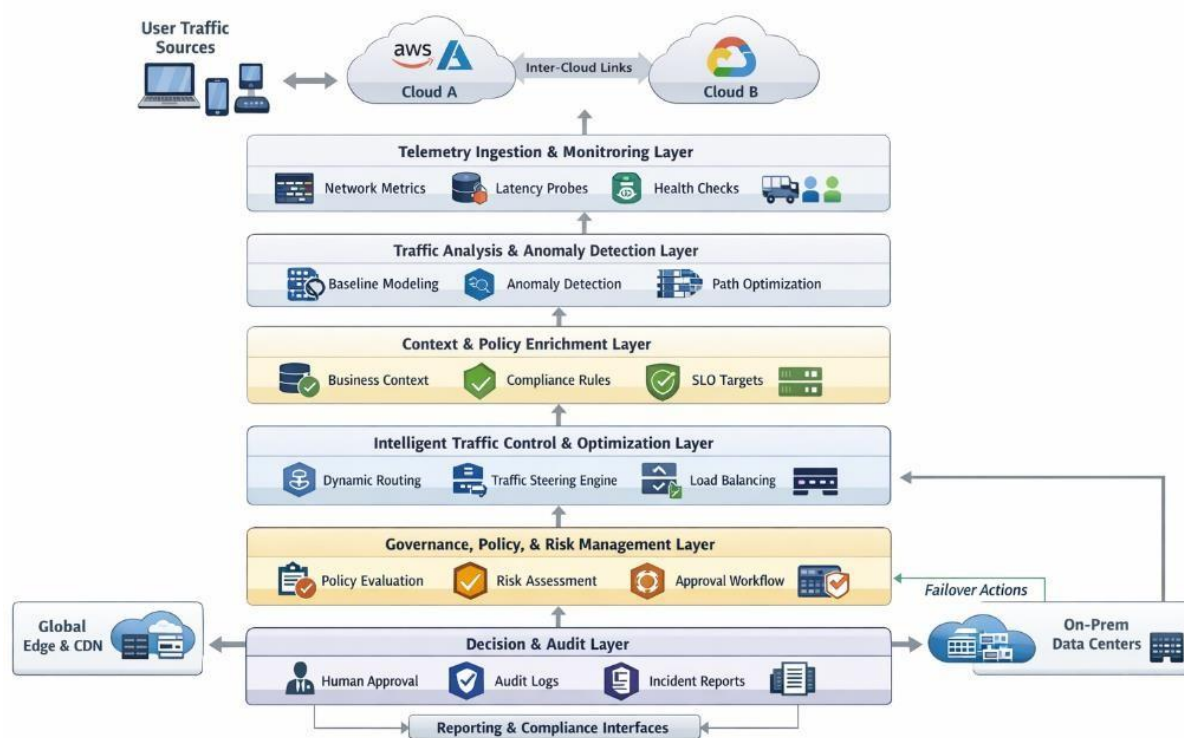 User Traffic
Sources
aws
Cloud A
Inter-Cloud Links
Cloud B
Telemetry Ingestion & Monitroring Layer
Network Metrics
Latency Probes
Health Checks
Traffic Analysis & Anomaly Detection Layer
Baseline Modeling
Anomaly Detection
Path Optimization
Context & Policy Enrichment Layer
Business Context
Compliance Rules
SLO Targets
Intelligent Traffic Control & Optimization Layer
Dynamic Routing
Traffic Steering Engine
Load Balancing
Governance, Policy, & Risk Management Layer
Policy Evaluation
Risk Assessment
Approval Workflow
Failover Actions
Global
Edge & CDN
Decision & Audit Layer
Human Approval
Audit Logs
Incident Reports
On-Prem
Data Centers
Reporting & Compliance Interfaces